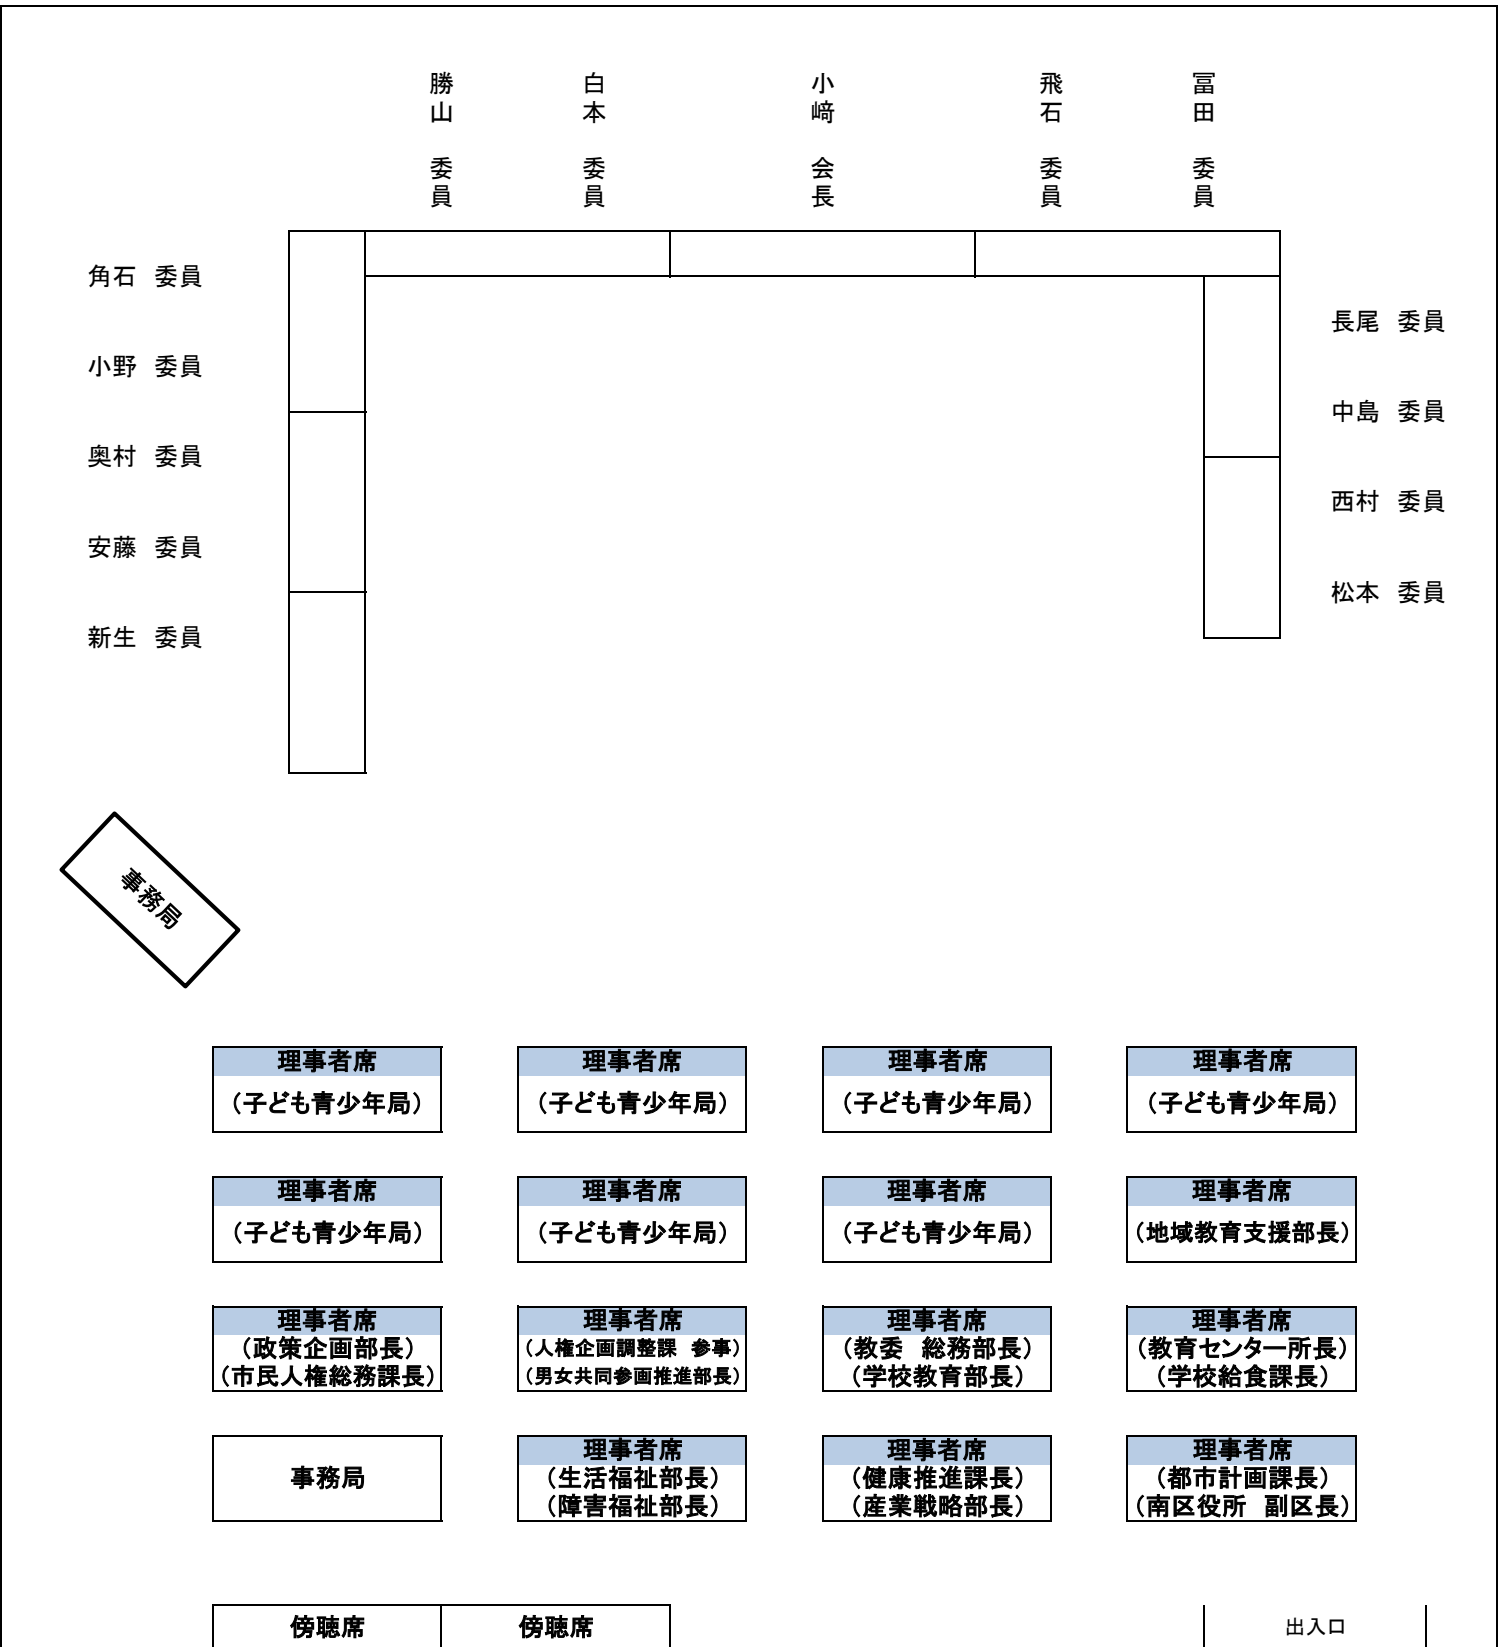 勝山　委員
白本　委員
小﨑　会長
飛石　委員
冨田　委員
角石　委員
小野　委員
奥村　委員
安藤　委員
新生　委員
長尾　委員
中島　委員
西村　委員
松本　委員
事務局
理事者席
（子ども青少年局）
理事者席
（子ども青少年局）
理事者席
（子ども青少年局）
理事者席
（子ども青少年局）
理事者席
（子ども青少年局）
理事者席
（子ども青少年局）
理事者席
（子ども青少年局）
理事者席
（地域教育支援部長）
理事者席
（政策企画部長）
（市民人権総務課長）
理事者席
（人権企画調整課　参事）
（男女共同参画推進部長）
理事者席
（教委　総務部長）
（学校教育部長）
理事者席
（教育センター所長）
（学校給食課長）
事務局
理事者席
（生活福祉部長）
（障害福祉部長）
理事者席
（健康推進課長）
（産業戦略部長）
理事者席
（都市計画課長）
（南区役所　副区長）
傍聴席
傍聴席
出入口